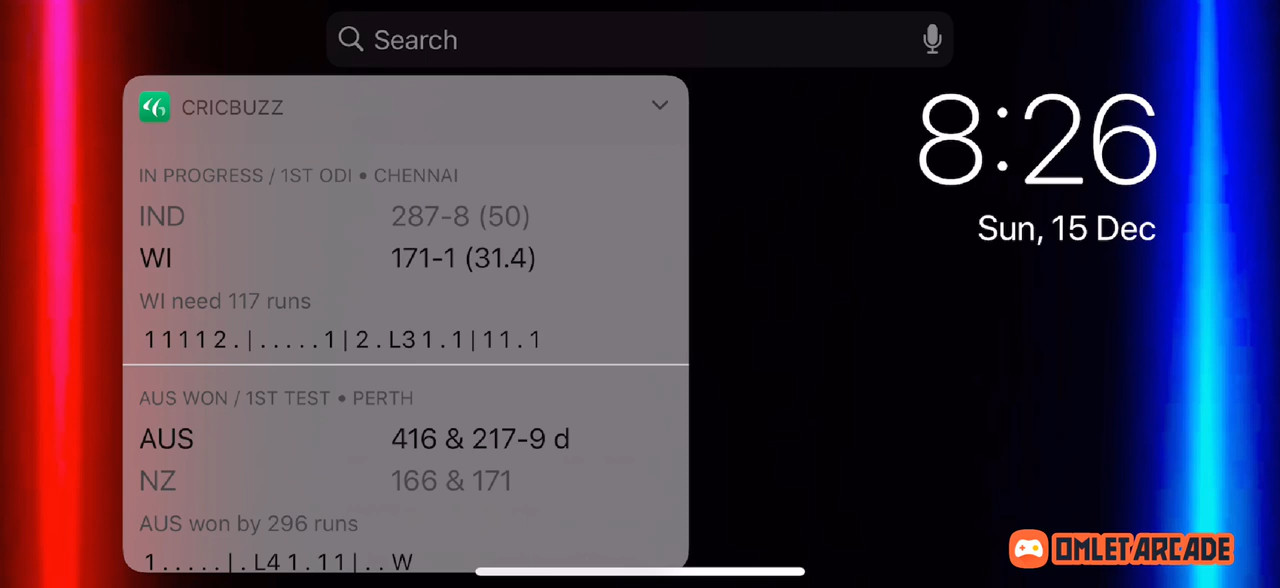 Search
CRICBUZZ
8:26
Sun, 15 Dec
IN PROGRESS / 1ST ODI • CHENNAI
IND 287-8 (50)
WI 171-1 (31.4)
WI need 117 runs
1 1 1 1 2 . | . . . . . 1 | 2 . L3 1 . 1 | 1 1 . 1
AUS WON / 1ST TEST • PERTH
AUS 416 & 217-9 d
NZ 166 & 171
AUS won by 296 runs
1 . . . . . | . L4 1 . 1 1 | . . W
OMLET ARCADE